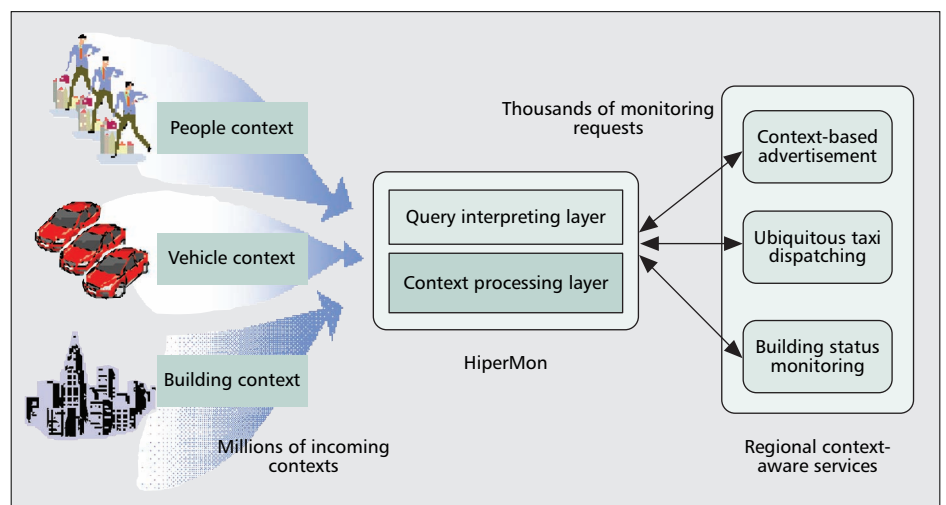 People context
Vehicle context
Building context
Millions of incoming
contexts
Query interpreting layer
Context processing layer
HiperMon
Thousands of monitoring
requests
Context-based
advertisement
Ubiquitous taxi
dispatching
Building status
monitoring
Regional context-
aware services